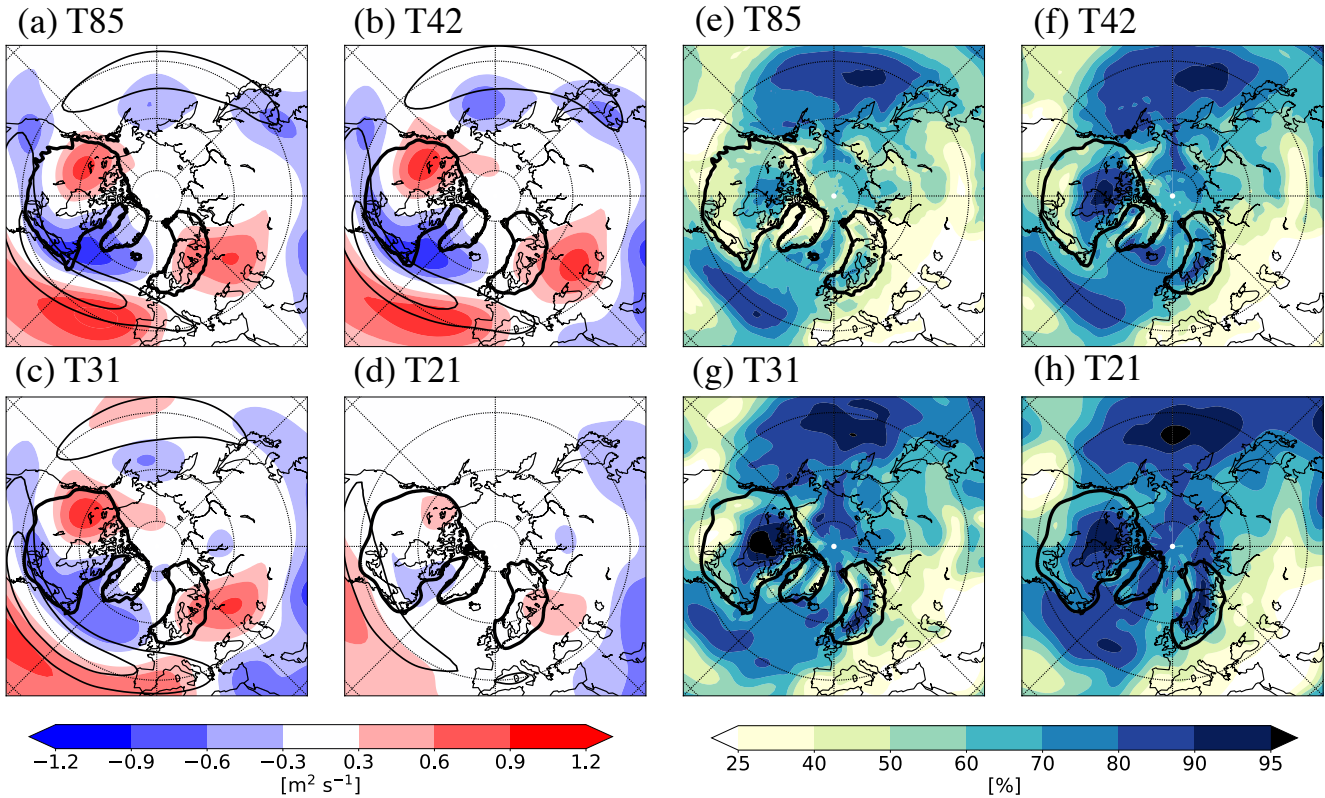 (a) T85
(b) T42
(e) T85
(f) T42
(c) T31
(d) T21
(g) T31
(h) T21
−1.2 −0.9 −0.6 −0.3 0.3 0.6 0.9 1.2
[m² s⁻¹]
25 40 50 60 70 80 90 95
[%]